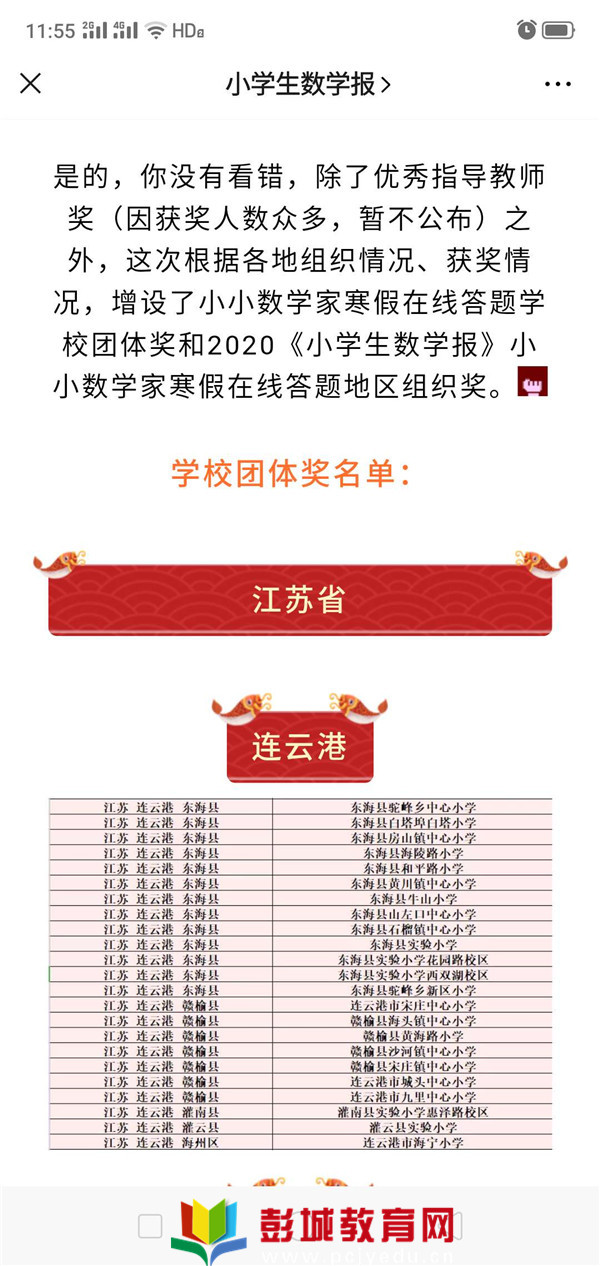 11:55 2G 4G HD
小学生数学报
是的，你没有看错，除了优秀指导教师
奖（因获奖人数众多，暂不公布）之
外，这次根据各地组织情况、获奖情
况，增设了小小数学家寒假在线答题学
校团体奖和2020《小学生数学报》小
小数学家寒假在线答题地区组织奖。
学校团体奖名单：
江苏省
连云港
江苏 连云港 东海县 东海县驼峰乡中心小学
江苏 连云港 东海县 东海县白塔埠白塔小学
江苏 连云港 东海县 东海县房山镇中心小学
江苏 连云港 东海县 东海县海陵路小学
江苏 连云港 东海县 东海县和平路小学
江苏 连云港 东海县 东海县黄川镇中心小学
江苏 连云港 东海县 东海县牛山小学
江苏 连云港 东海县 东海县山左口中心小学
江苏 连云港 东海县 东海县石榴镇中心小学
江苏 连云港 东海县 东海县实验小学
江苏 连云港 东海县 东海县实验小学花园路校区
江苏 连云港 东海县 东海县实验小学西双湖校区
江苏 连云港 东海县 东海县驼峰乡新区小学
江苏 连云港 赣榆县 连云港市宋庄中心小学
江苏 连云港 赣榆县 赣榆县海头镇中心小学
江苏 连云港 赣榆县 赣榆县黄海路小学
江苏 连云港 赣榆县 赣榆县沙河镇中心小学
江苏 连云港 赣榆县 赣榆县宋庄镇中心小学
江苏 连云港 赣榆县 连云港市城头中心小学
江苏 连云港 赣榆县 连云港市九里中心小学
江苏 连云港 灌南县 灌南县实验小学惠泽路校区
江苏 连云港 灌云县 灌云县实验小学
江苏 连云港 海州区 连云港市海宁小学
彭城教育网